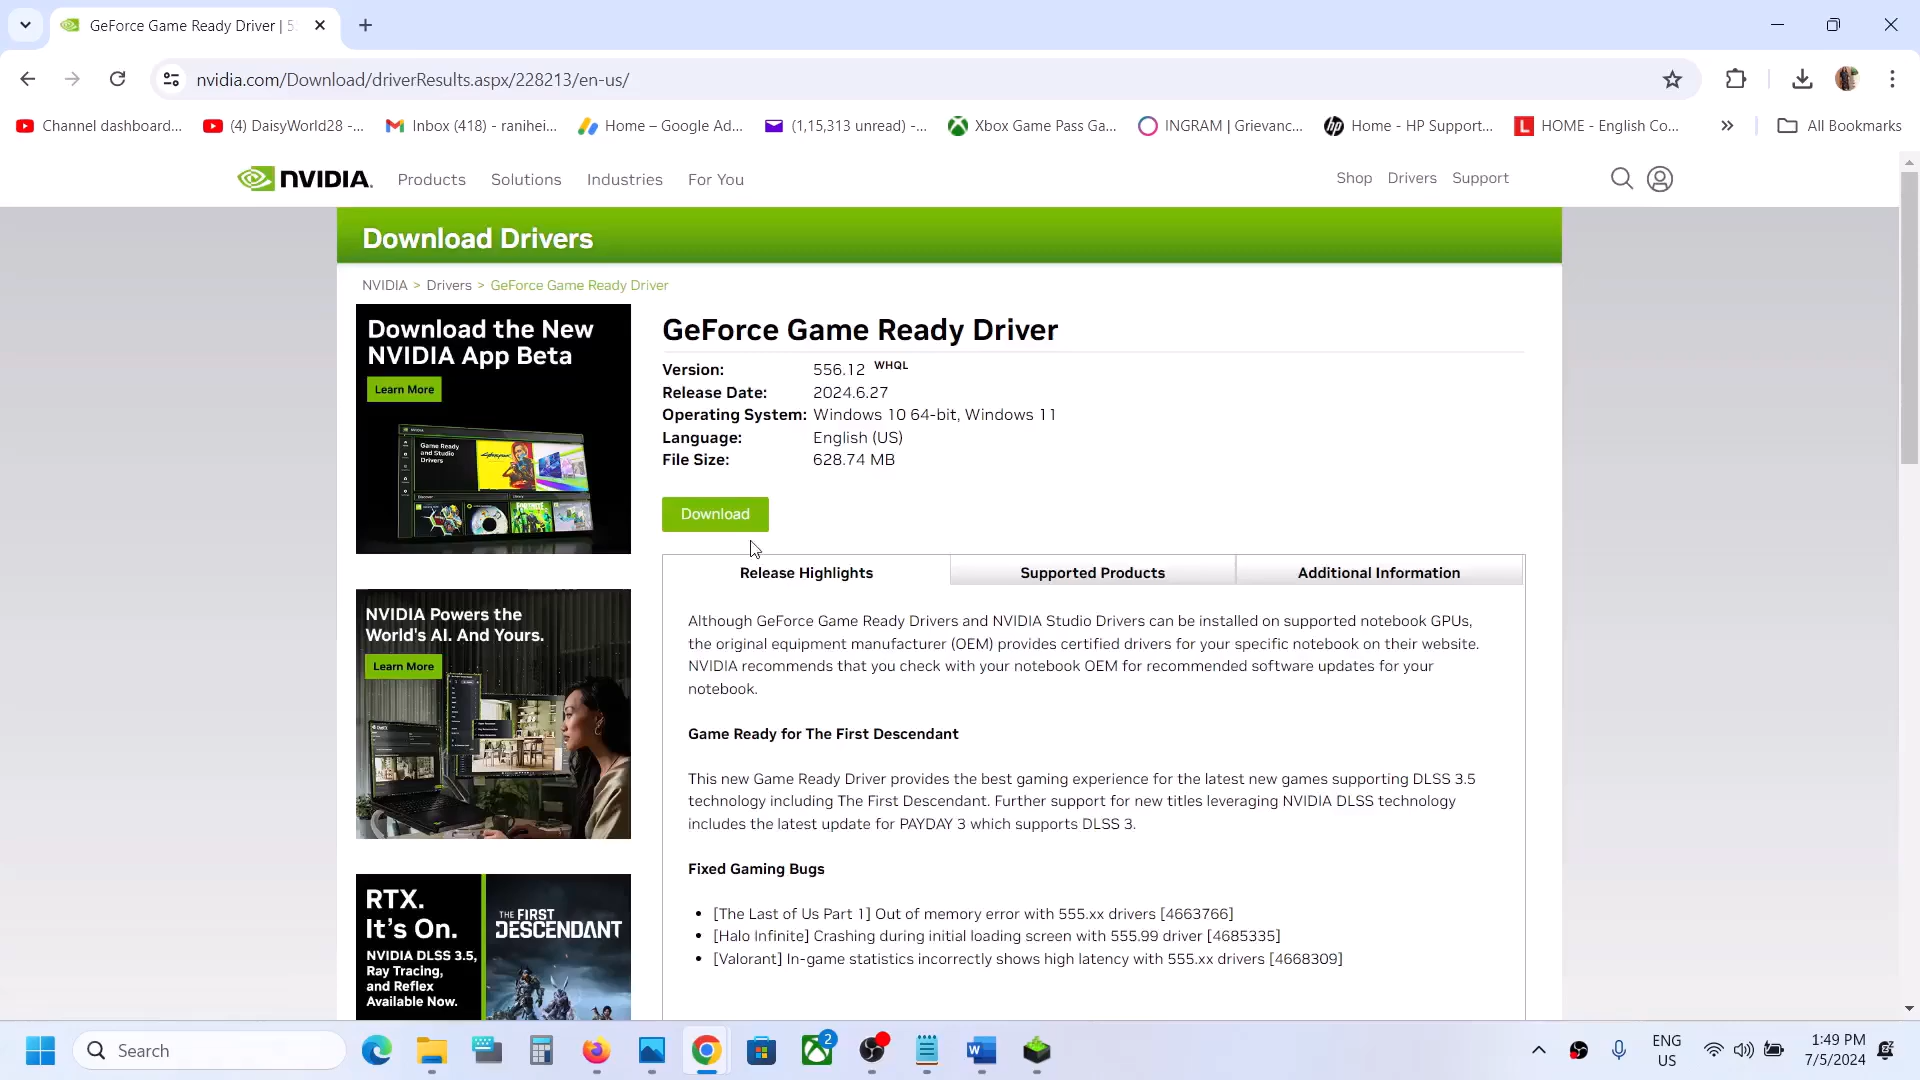 GeForce Game Ready Driver | 5
nvidia.com/Download/driverResults.aspx/228213/en-us/
Channel dashboard...
(4) DaisyWorld28 -...
Inbox (418) - ranihei...
Home – Google Ad...
(1,15,313 unread) -...
Xbox Game Pass Ga...
INGRAM | Grievanc...
Home - HP Support...
HOME - English Co...
All Bookmarks
NVIDIA.
Products
Solutions
Industries
For You
Shop
Drivers
Support
Download Drivers
NVIDIA > Drivers > GeForce Game Ready Driver
Download the New
NVIDIA App Beta
Learn More
GeForce Game Ready Driver
Version: 556.12 WHQL
Release Date: 2024.6.27
Operating System: Windows 10 64-bit, Windows 11
Language: English (US)
File Size: 628.74 MB
Download
Release Highlights
Supported Products
Additional Information
Although GeForce Game Ready Drivers and NVIDIA Studio Drivers can be installed on supported notebook GPUs,
the original equipment manufacturer (OEM) provides certified drivers for your specific notebook on their website.
NVIDIA recommends that you check with your notebook OEM for recommended software updates for your
notebook.
Game Ready for The First Descendant
This new Game Ready Driver provides the best gaming experience for the latest new games supporting DLSS 3.5
technology including The First Descendant. Further support for new titles leveraging NVIDIA DLSS technology
includes the latest update for PAYDAY 3 which supports DLSS 3.
Fixed Gaming Bugs
• [The Last of Us Part 1] Out of memory error with 555.xx drivers [4663766]
• [Halo Infinite] Crashing during initial loading screen with 555.99 driver [4685335]
• [Valorant] In-game statistics incorrectly shows high latency with 555.xx drivers [4668309]
Game Ready
and Studio
Drivers
NVIDIA Powers the
World's AI. And Yours.
Learn More
RTX.
It's On.
NVIDIA DLSS 3.5,
Ray Tracing,
and Reflex
Available Now.
THE FIRST
DESCENDANT
Search
2
ENG
US
1:49 PM
7/5/2024